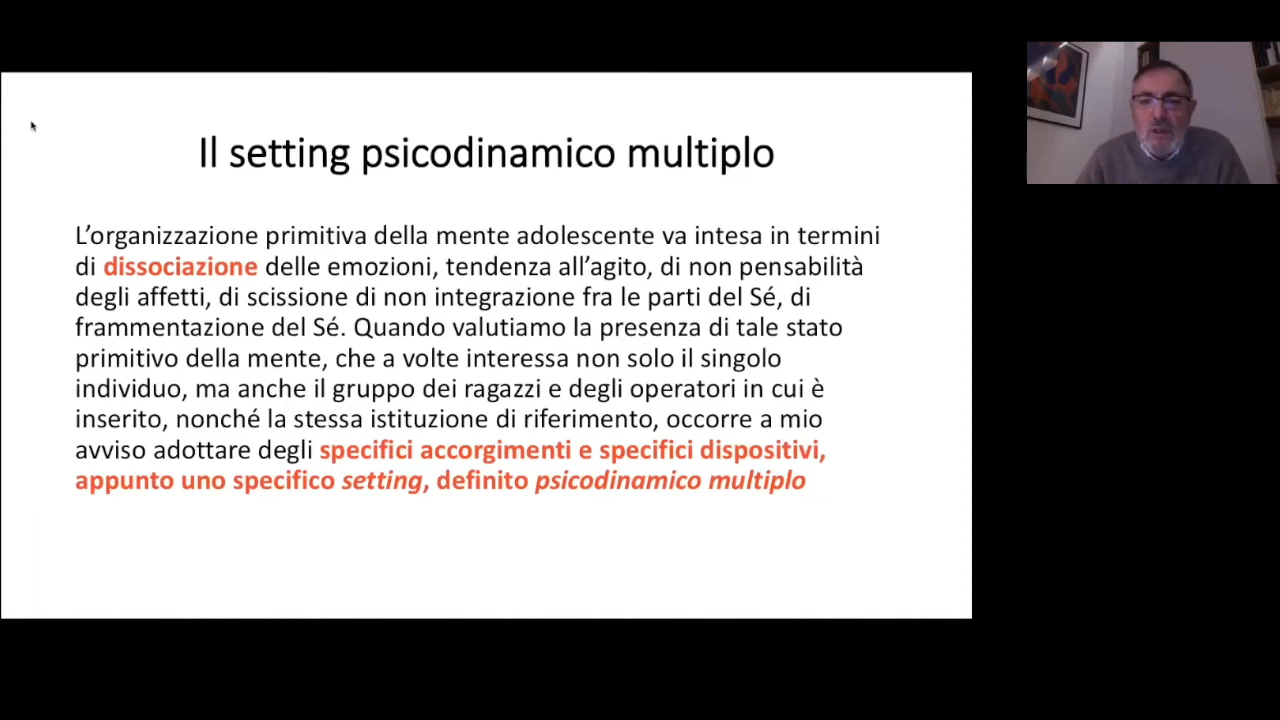 Il setting psicodinamico multiplo
L’organizzazione primitiva della mente adolescente va intesa in termini
di dissociazione delle emozioni, tendenza all’agito, di non pensabilità
degli affetti, di scissione di non integrazione fra le parti del Sé, di
frammentazione del Sé. Quando valutiamo la presenza di tale stato
primitivo della mente, che a volte interessa non solo il singolo
individuo, ma anche il gruppo dei ragazzi e degli operatori in cui è
inserito, nonché la stessa istituzione di riferimento, occorre a mio
avviso adottare degli specifici accorgimenti e specifici dispositivi,
appunto uno specifico setting, definito psicodinamico multiplo